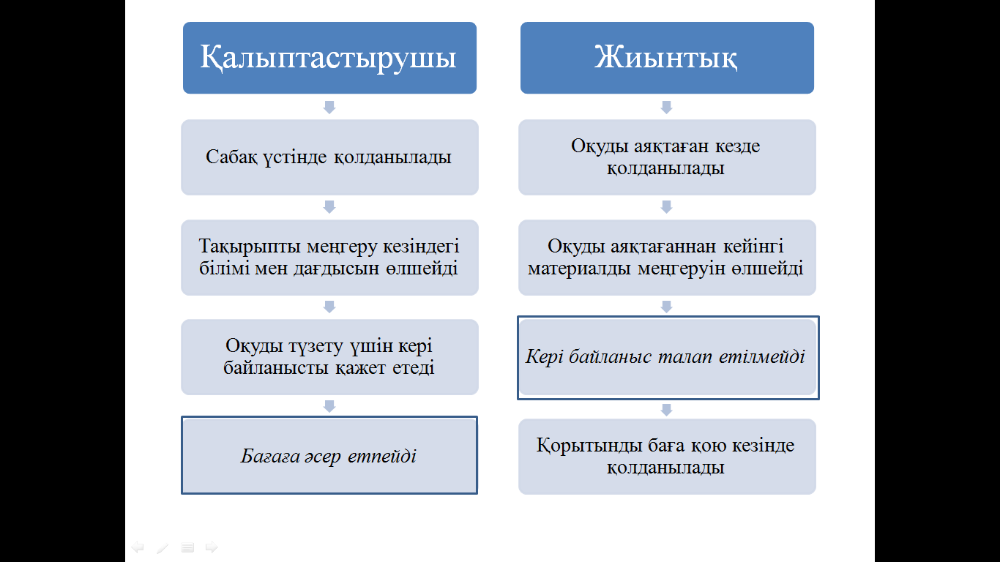 Қалыптастырушы
Сабақ үстінде қолданылады
Тақырыпты меңгеру кезіндегі
білімі мен дағдысын өлшейді
Оқуды түзету үшін кері
байланысты қажет етеді
Бағаға әсер етпейді
Жиынтық
Оқуды аяқтаған кезде
қолданылады
Оқуды аяқтағаннан кейінгі
материалды меңгеруін өлшейді
Кері байланыс талап етілмейді
Қорытынды баға қою кезінде
қолданылады